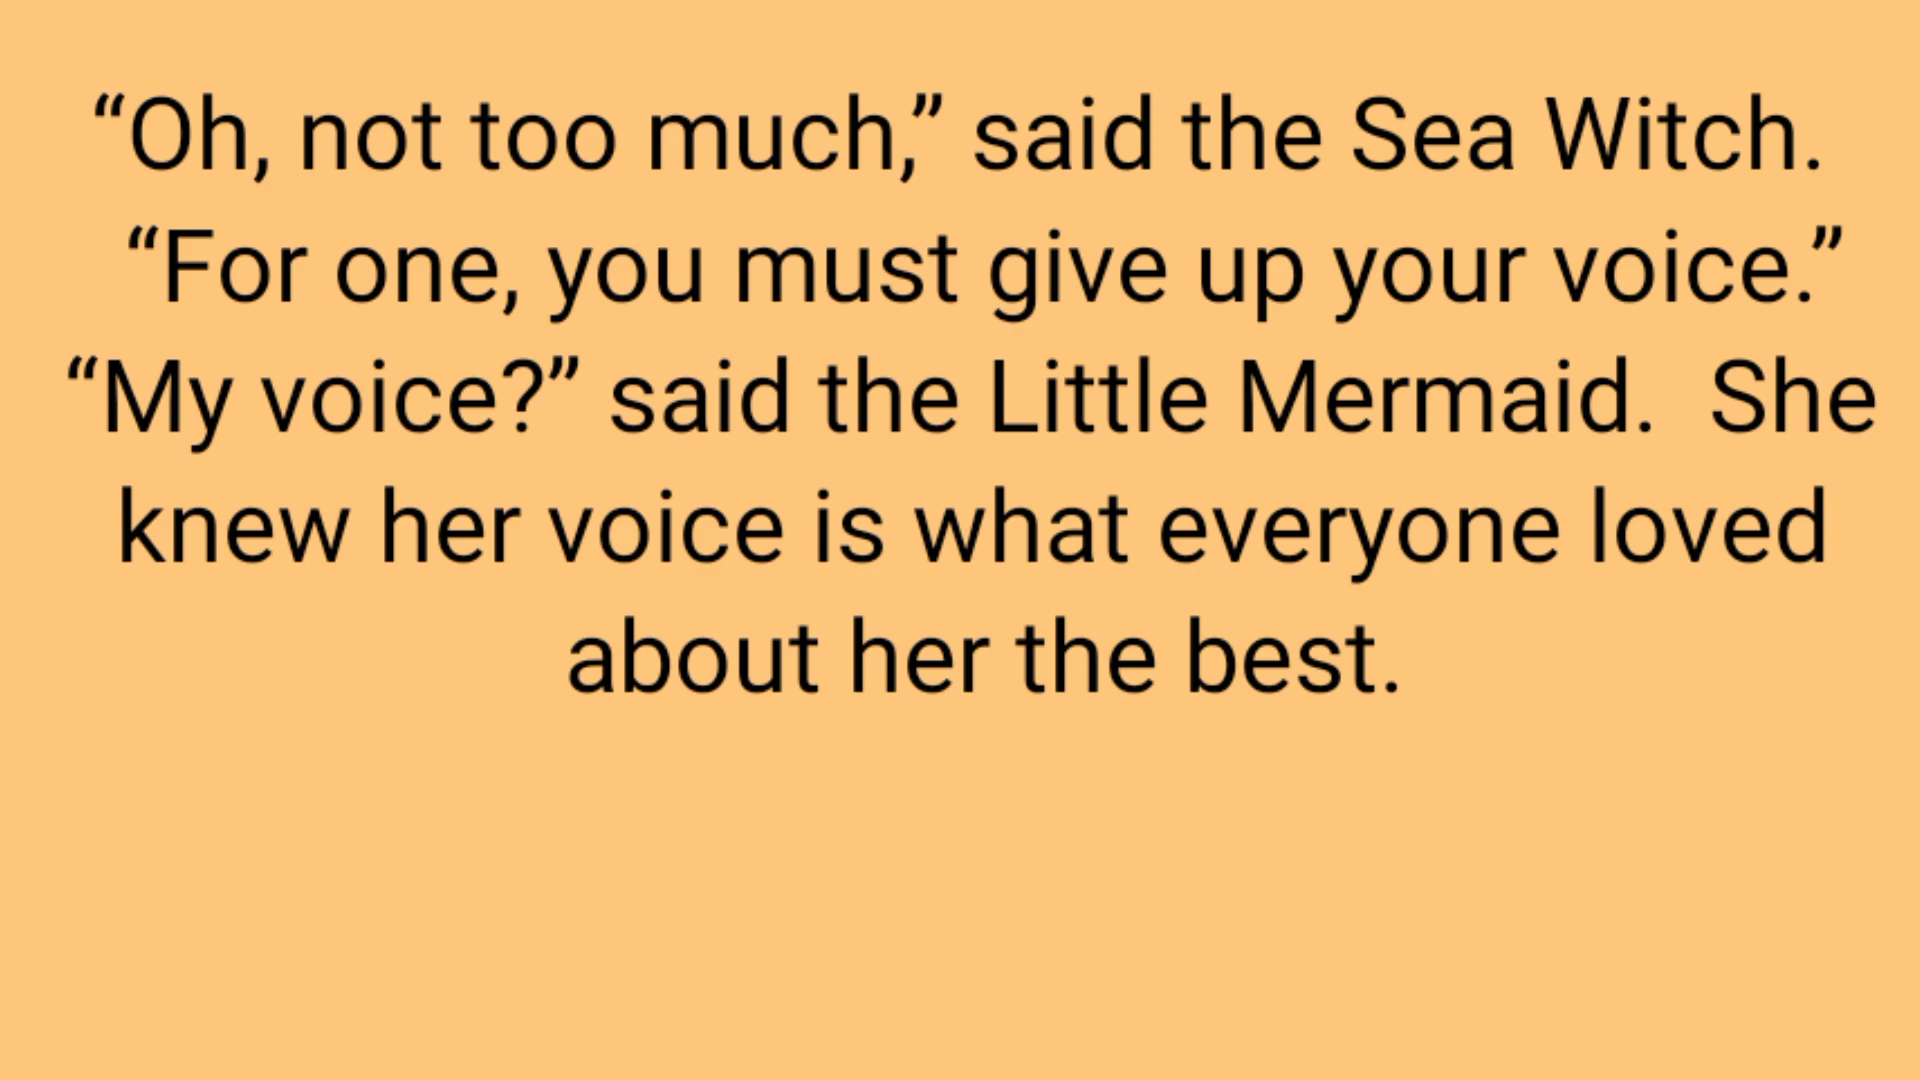 “Oh, not too much,” said the Sea Witch.
“For one, you must give up your voice.”
“My voice?” said the Little Mermaid.  She
knew her voice is what everyone loved
about her the best.